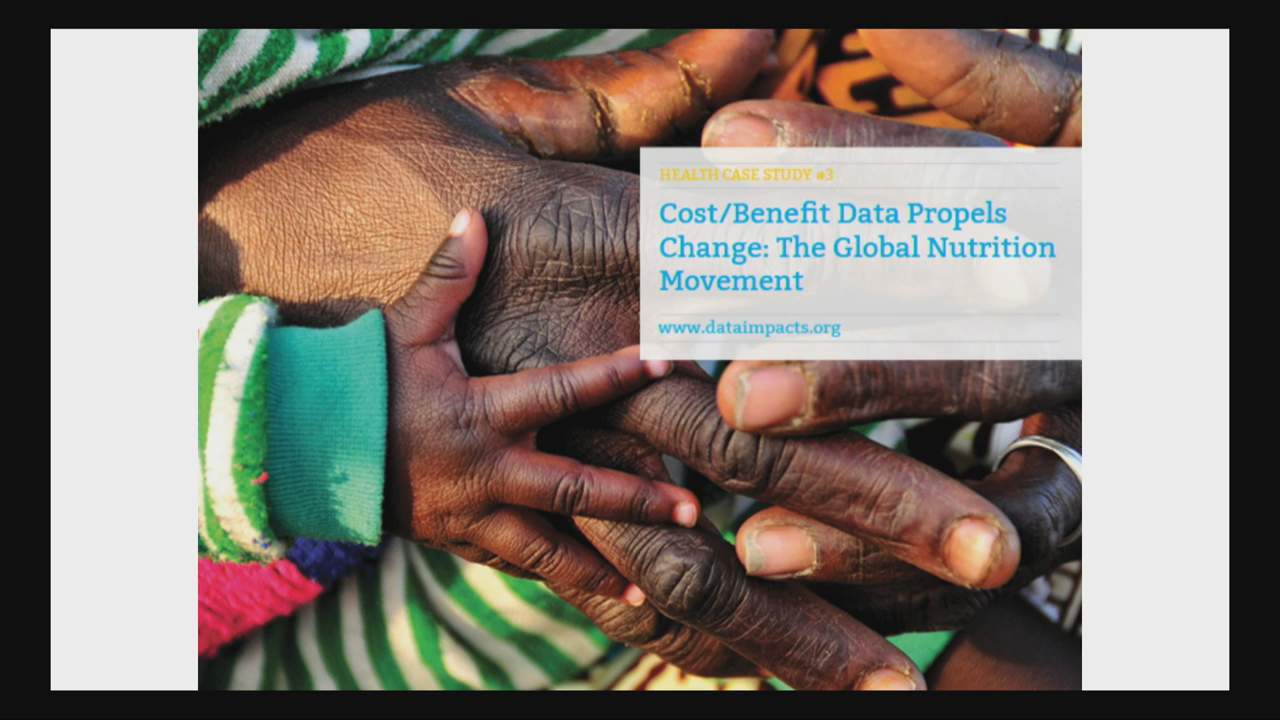 HEALTH CASE STUDY #3
Cost/Benefit Data Propels
Change: The Global Nutrition
Movement
www.dataimpacts.org